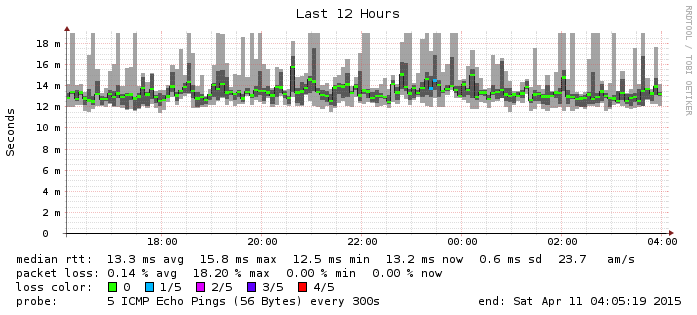 Last 12 Hours
RRDTOOL / TOBI OETIKER
Seconds
18 m
16 m
14 m
12 m
10 m
8 m
6 m
4 m
2 m
0
18:00 20:00 22:00 00:00 02:00 04:00
median rtt: 13.3 ms avg 15.8 ms max 12.5 ms min 13.2 ms now 0.6 ms sd 23.7 am/s
packet loss: 0.14 % avg 18.20 % max 0.00 % min 0.00 % now
loss color: 0 1/5 2/5 3/5 4/5
probe: 5 ICMP Echo Pings (56 Bytes) every 300s end: Sat Apr 11 04:05:19 2015